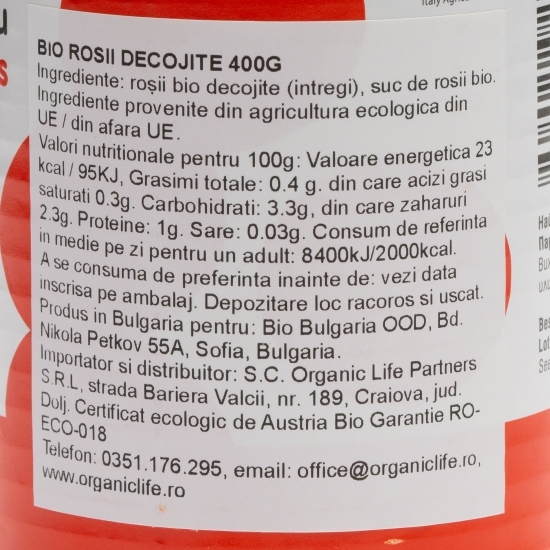 BIO ROSII DECOJITE 400G
Ingrediente: roșii bio decojite (intregi), suc de rosii bio.
Ingrediente provenite din agricultura ecologica din
UE / din afara UE.
Valori nutritionale pentru 100g: Valoare energetica 23
kcal / 95KJ, Grasimi totale: 0.4 g. din care acizi grasi
saturati 0.3g. Carbohidrati: 3.3g, din care zaharuri
2.3g. Proteine: 1g. Sare: 0.03g. Consum de referinta
in medie pe zi pentru un adult: 8400kJ/2000kcal.
A se consuma de preferinta inainte de: vezi data
inscrisa pe ambalaj. Depozitare loc racoros si uscat.
Produs in Bulgaria pentru: Bio Bulgaria OOD, Bd.
Nikola Petkov 55A, Sofia, Bulgaria.
Importator si distribuitor: S.C. Organic Life Partners
S.R.L, strada Bariera Valcii, nr. 189, Craiova, jud.
Dolj. Certificat ecologic de Austria Bio Garantie RO-
ECO-018
Telefon: 0351.176.295, email: office@organiclife.ro,
www.organiclife.ro